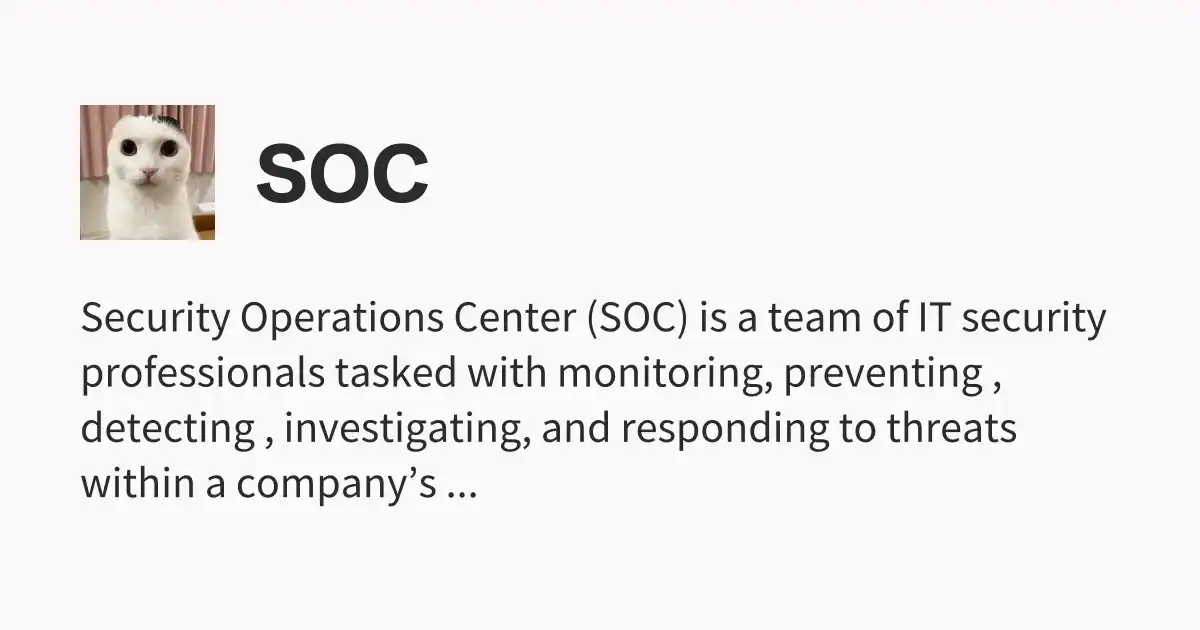 SOC
Security Operations Center (SOC) is a team of IT security
professionals tasked with monitoring, preventing ,
detecting , investigating, and responding to threats
within a company’s ...